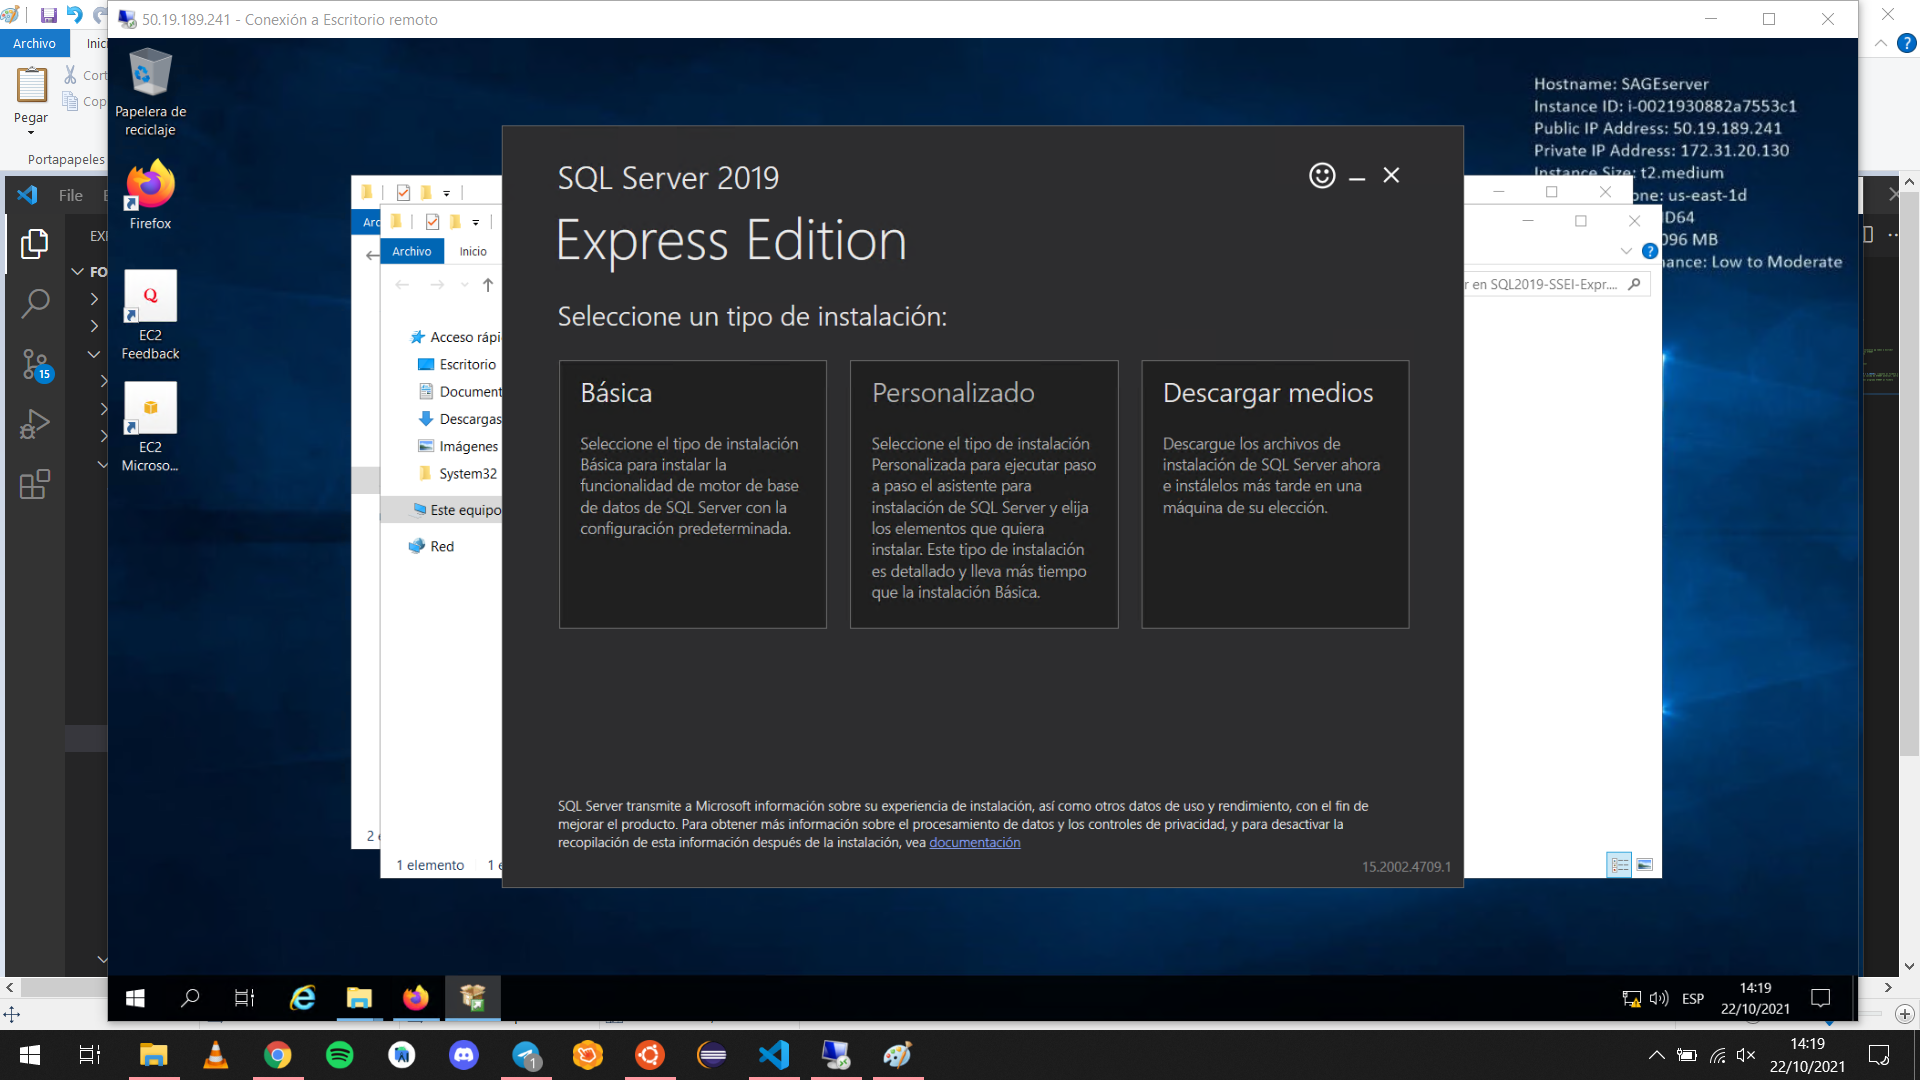 50.19.189.241 - Conexión a Escritorio remoto
Archivo
Pegar
Portapapeles
File
15
Papelera de
reciclaje
Firefox
EC2
Feedback
EC2
Microso...
Hostname: SAGEserver
Instance ID: i-0021930882a7553c1
Public IP Address: 50.19.189.241
Private IP Address: 172.31.20.130
Instance Size: t2.medium
one: us-east-1d
D64
096 MB
ance: Low to Moderate
Archivo
Inicio
r en SQL2019-SSEI-Expr....
Acceso rápi
Escritorio
Document
Descargas
Imágenes
System32
Este equipo
Red
1 elemento
SQL Server 2019
Express Edition
Seleccione un tipo de instalación:
Básica
Seleccione el tipo de instalación
Básica para instalar la
funcionalidad de motor de base
de datos de SQL Server con la
configuración predeterminada.
Personalizado
Seleccione el tipo de instalación
Personalizada para ejecutar paso
a paso el asistente para
instalación de SQL Server y elija
los elementos que quiera
instalar. Este tipo de instalación
es detallado y lleva más tiempo
que la instalación Básica.
Descargar medios
Descargue los archivos de
instalación de SQL Server ahora
e instálelos más tarde en una
máquina de su elección.
SQL Server transmite a Microsoft información sobre su experiencia de instalación, así como otros datos de uso y rendimiento, con el fin de
mejorar el producto. Para obtener más información sobre el procesamiento de datos y los controles de privacidad, y para desactivar la
recopilación de esta información después de la instalación, vea documentación
15.2002.4709.1
ESP
14:19
22/10/2021
1
14:19
22/10/2021